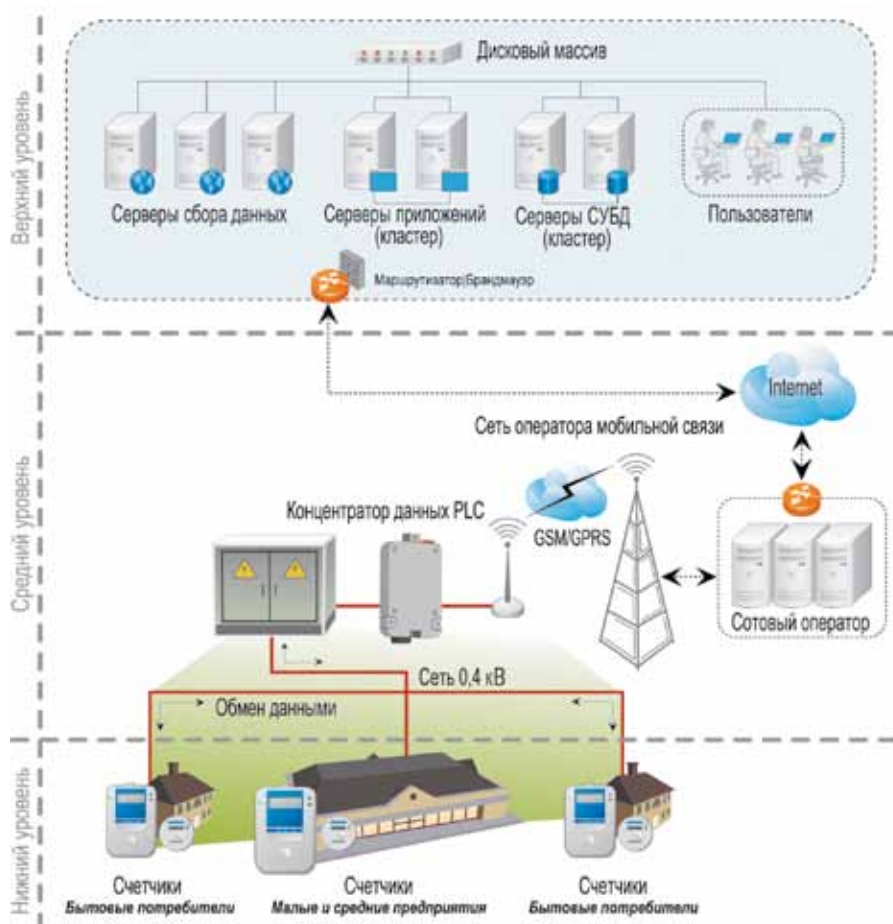 Верхний уровень
Дисковый массив
Серверы сбора данных
Серверы приложений
(кластер)
Серверы СУБД
(кластер)
Пользователи
Маршрутизатор|Брандмауэр
Средний уровень
Internet
Сеть оператора мобильной связи
Концентратор данных PLC
GSM/GPRS
Сотовый оператор
Сеть 0,4 кВ
Обмен данными
Нижний уровень
Счетчики
Бытовые потребители
Счетчики
Малые и средние предприятия
Счетчики
Бытовые потребители